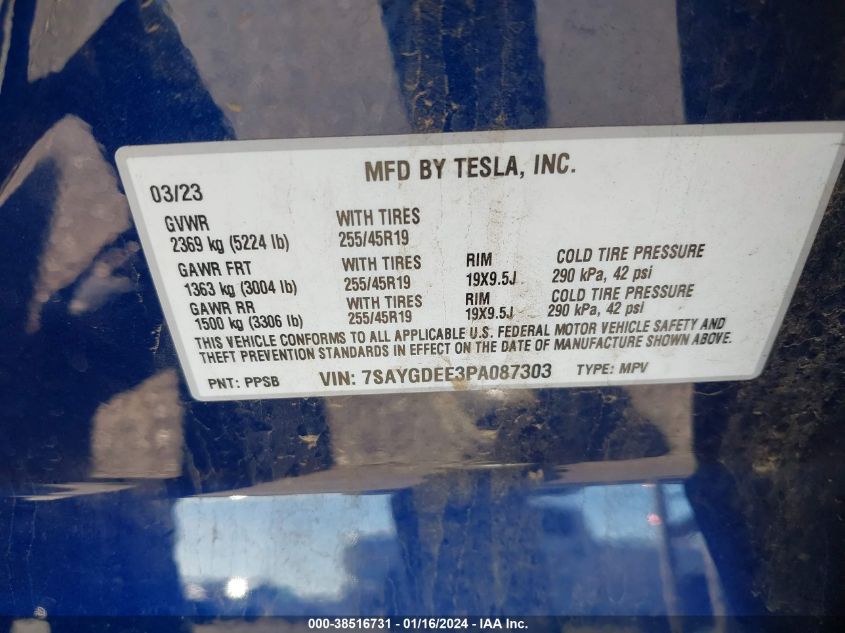 MFD BY TESLA, INC.
03/23
GVWR
2369 kg (5224 lb)
WITH TIRES
255/45R19
GAWR FRT
1363 kg (3004 lb)
WITH TIRES
255/45R19
RIM
19X9.5J
COLD TIRE PRESSURE
290 kPa, 42 psi
GAWR RR
1500 kg (3306 lb)
WITH TIRES
255/45R19
RIM
19X9.5J
COLD TIRE PRESSURE
290 kPa, 42 psi
THIS VEHICLE CONFORMS TO ALL APPLICABLE U.S. FEDERAL MOTOR VEHICLE SAFETY AND
THEFT PREVENTION STANDARDS IN EFFECT ON THE DATE OF MANUFACTURE SHOWN ABOVE.
PNT: PPSB VIN: 7SAYGDEE3PA087303 TYPE: MPV
000-38516731 - 01/16/2024 - IAA Inc.